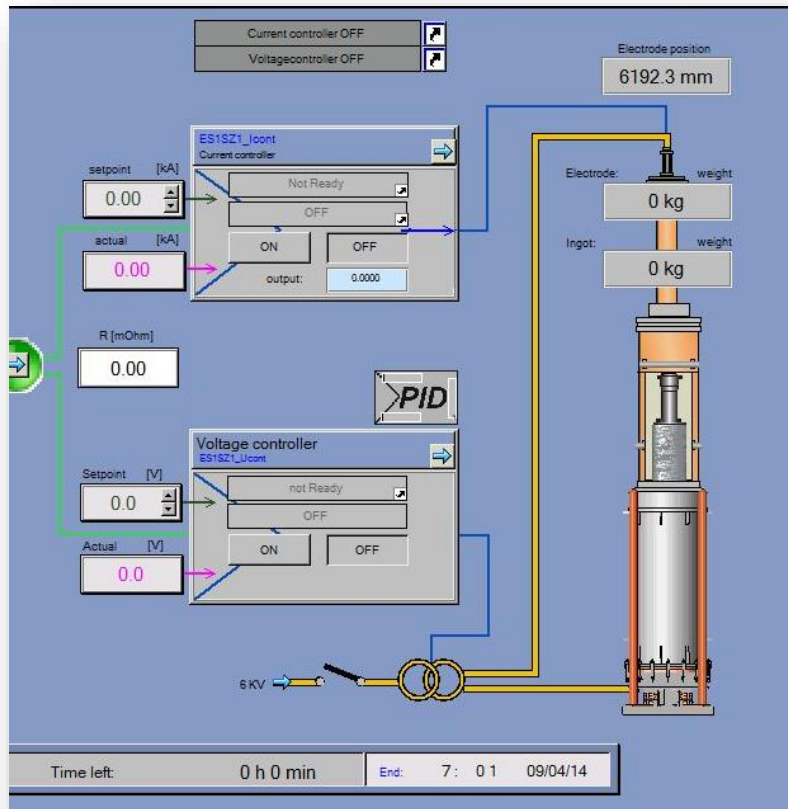 Current controller OFF
Voltagecontroller OFF
Electrode position
6192.3 mm
ES1SZ1_Icont
Current controller
setpoint [kA]
0.00
Not Ready
OFF
actual [kA]
0.00
ON OFF
output: 0.0000
Electrode: weight
0 kg
Ingot: weight
0 kg
R [mOhm]
0.00
PID
Voltage controller
ES1SZ1_Ucont
Setpoint [V]
0.0
not Ready
OFF
Actual [V]
0.0
ON OFF
6 KV
Time left: 0 h 0 min End: 7 : 0 1 09/04/14